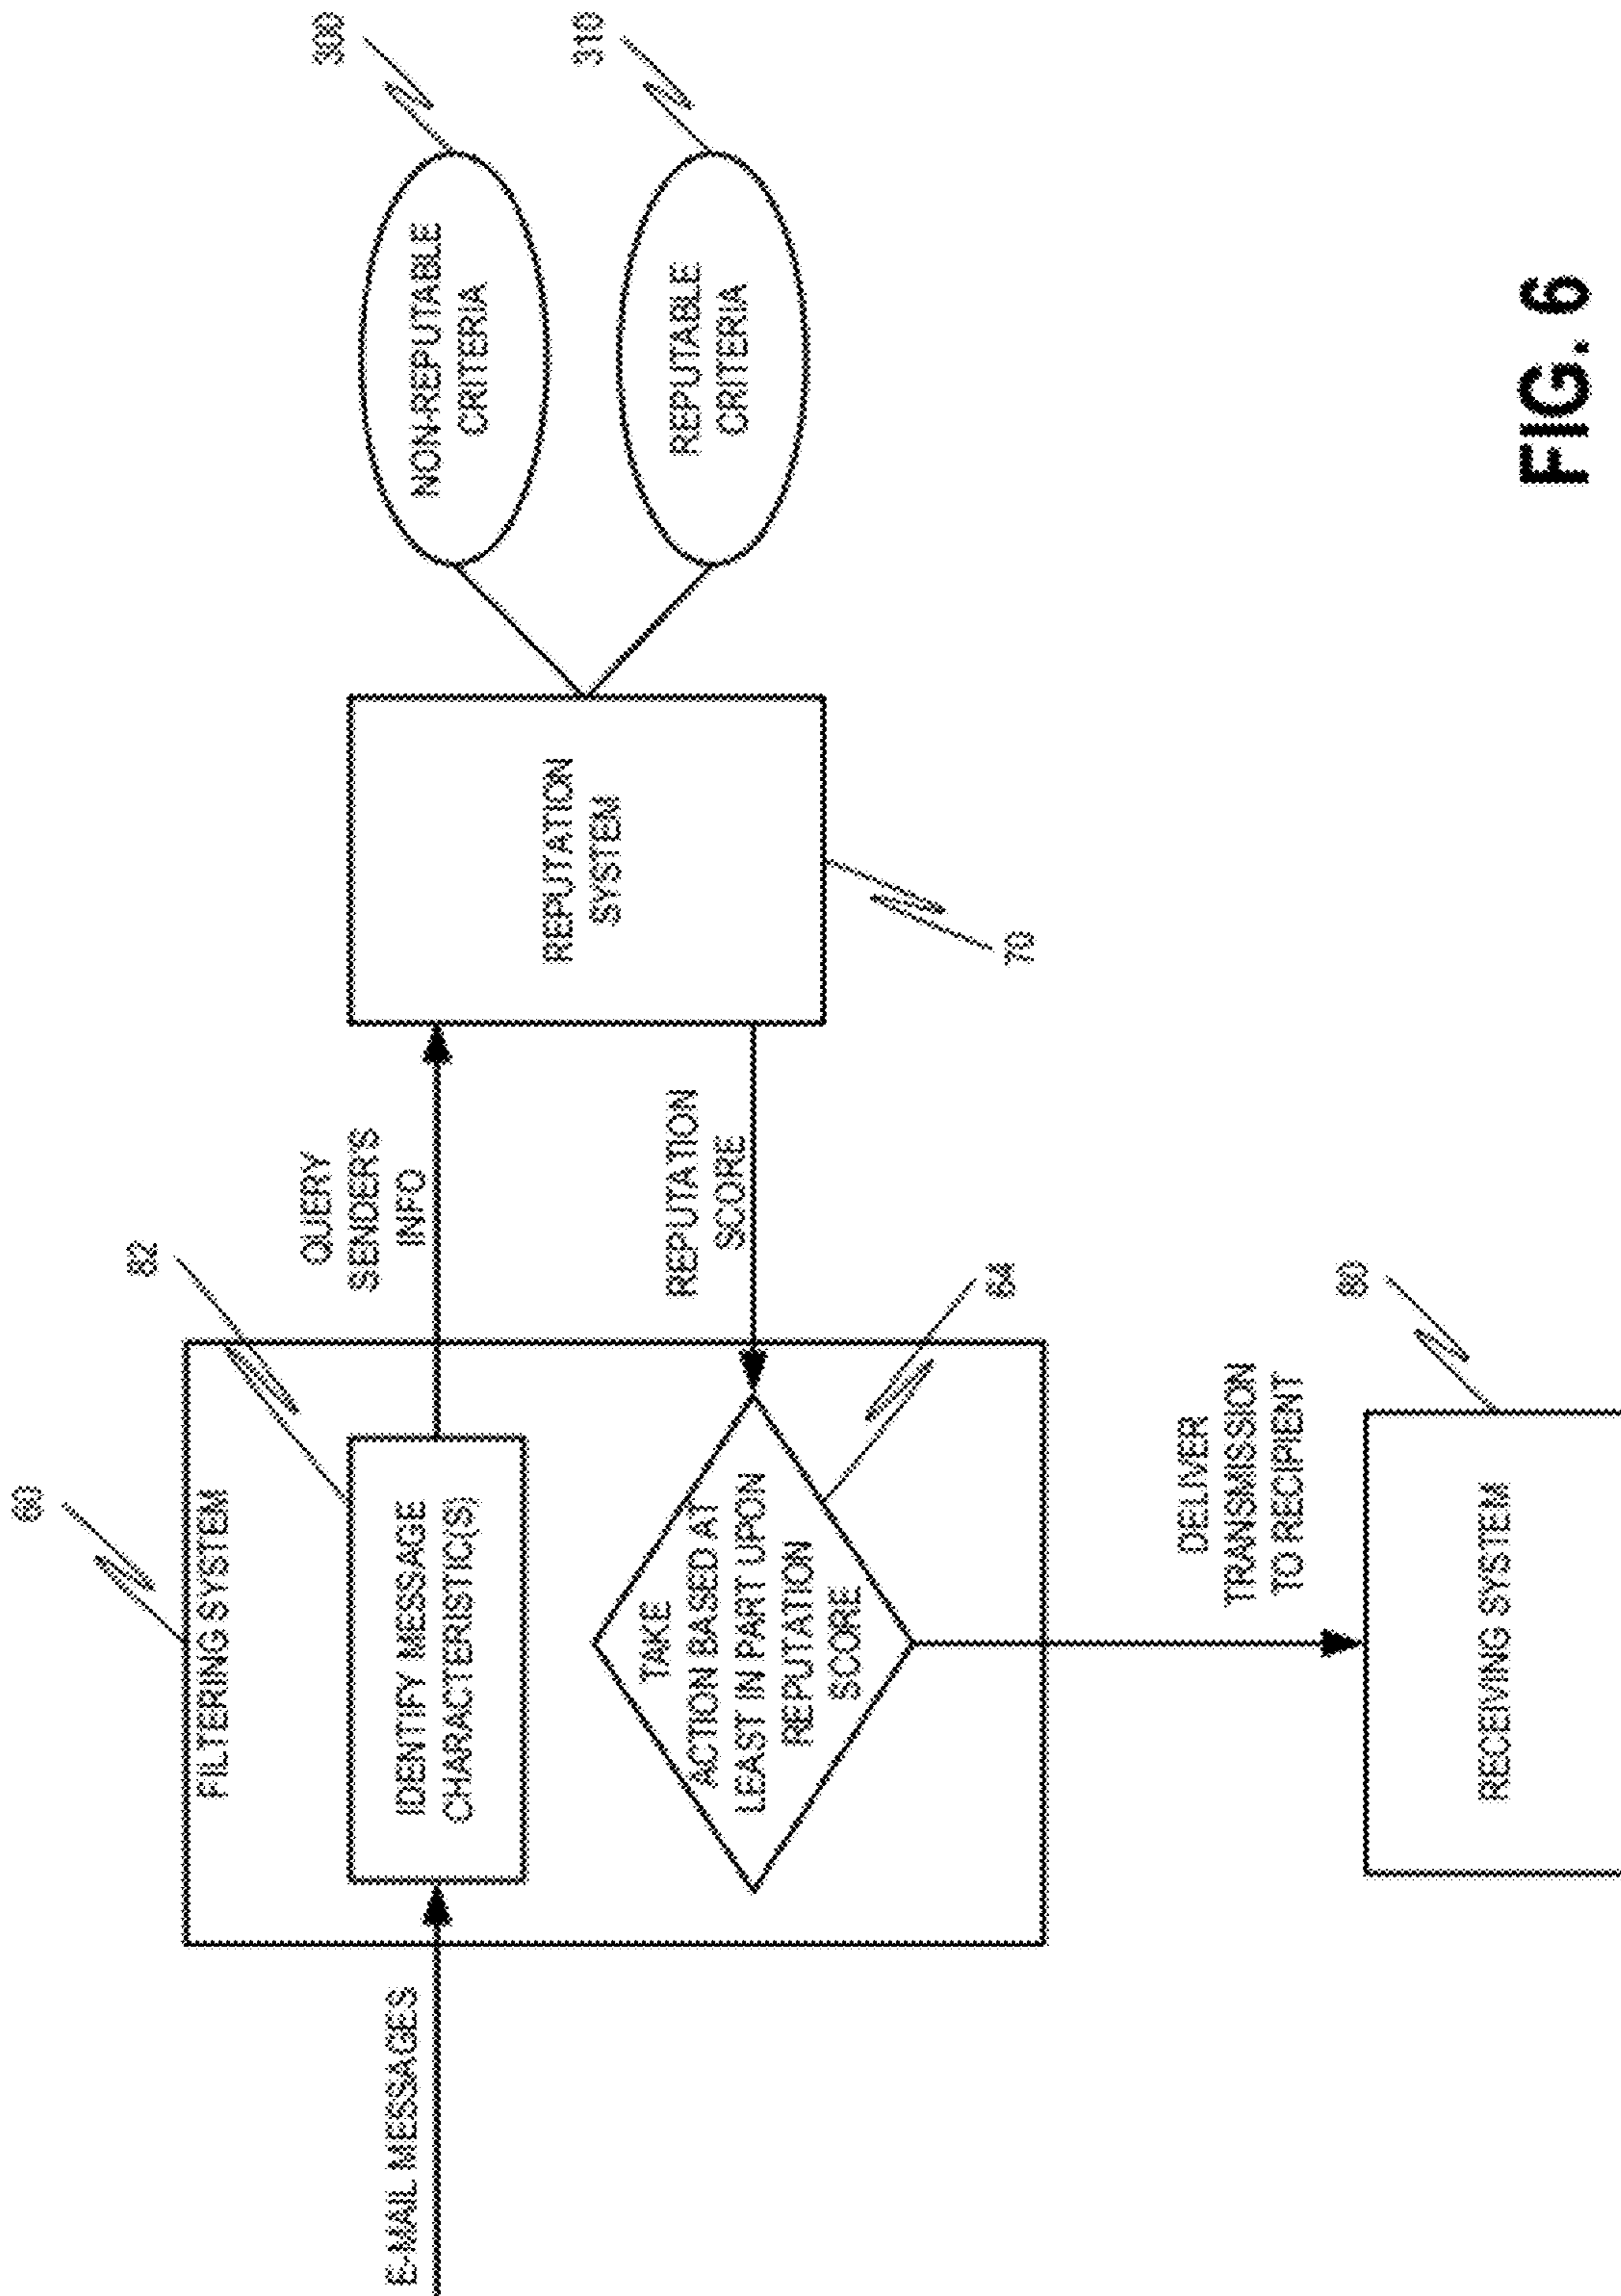 60
FILTERING SYSTEM
82
E-MAIL MESSAGES
IDENTIFY MESSAGE
CHARACTERISTIC(S)
QUERY
SENDER'S
INFO
REPUTATION
SYSTEM
70
NON-REPUTABLE
CRITERIA
300
REPUTABLE
CRITERIA
310
REPUTATION
SCORE
TAKE
ACTION BASED AT
LEAST IN PART UPON
REPUTATION
SCORE
64
DELIVER
TRANSMISSION
TO RECIPIENT
RECEIVING SYSTEM
80
FIG. 6